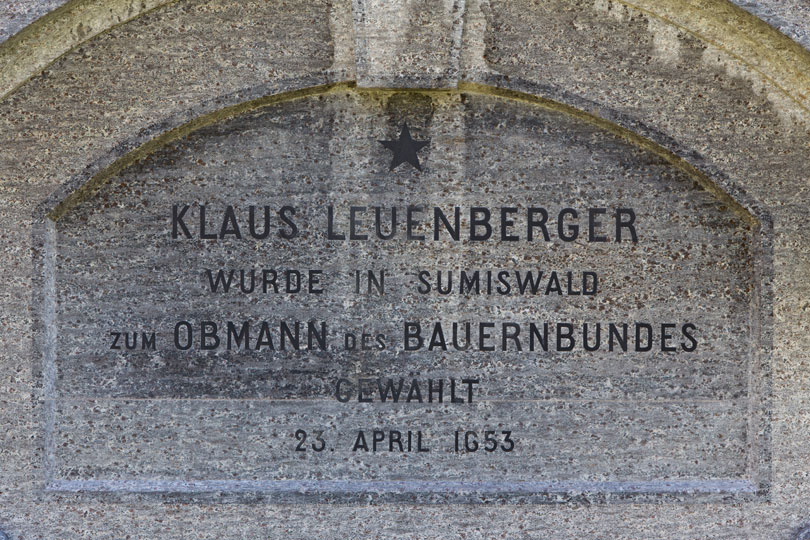 KLAUS LEUENBERGER
WURDE IN SUMISWALD
ZUM OBMANN DES BAUERNBUNDES
GEWÄHLT
23. APRIL 1653